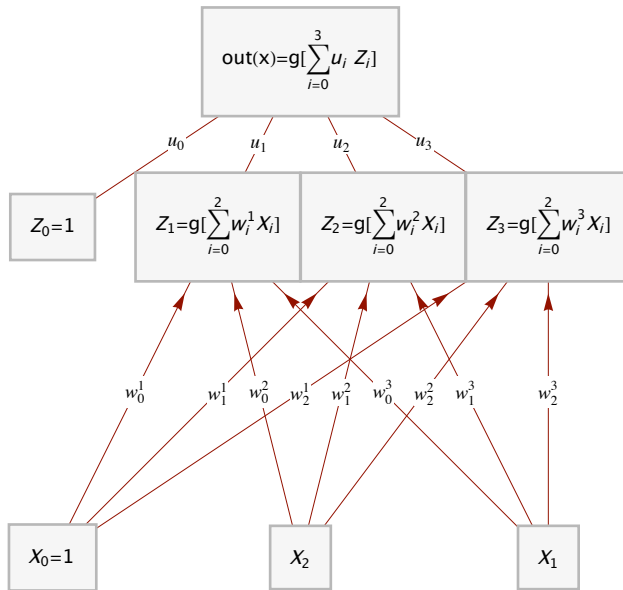 out(x)=g[∑_{i=0}^{3} u_i Z_i]
u_0 u_1 u_2 u_3
Z_0=1
Z_1=g[∑_{i=0}^{2} w_i^1 X_i]
Z_2=g[∑_{i=0}^{2} w_i^2 X_i]
Z_3=g[∑_{i=0}^{2} w_i^3 X_i]
w_0^1 w_1^1 w_0^2 w_2^1 w_1^2 w_0^3 w_2^2 w_1^3 w_2^3
X_0=1 X_2 X_1